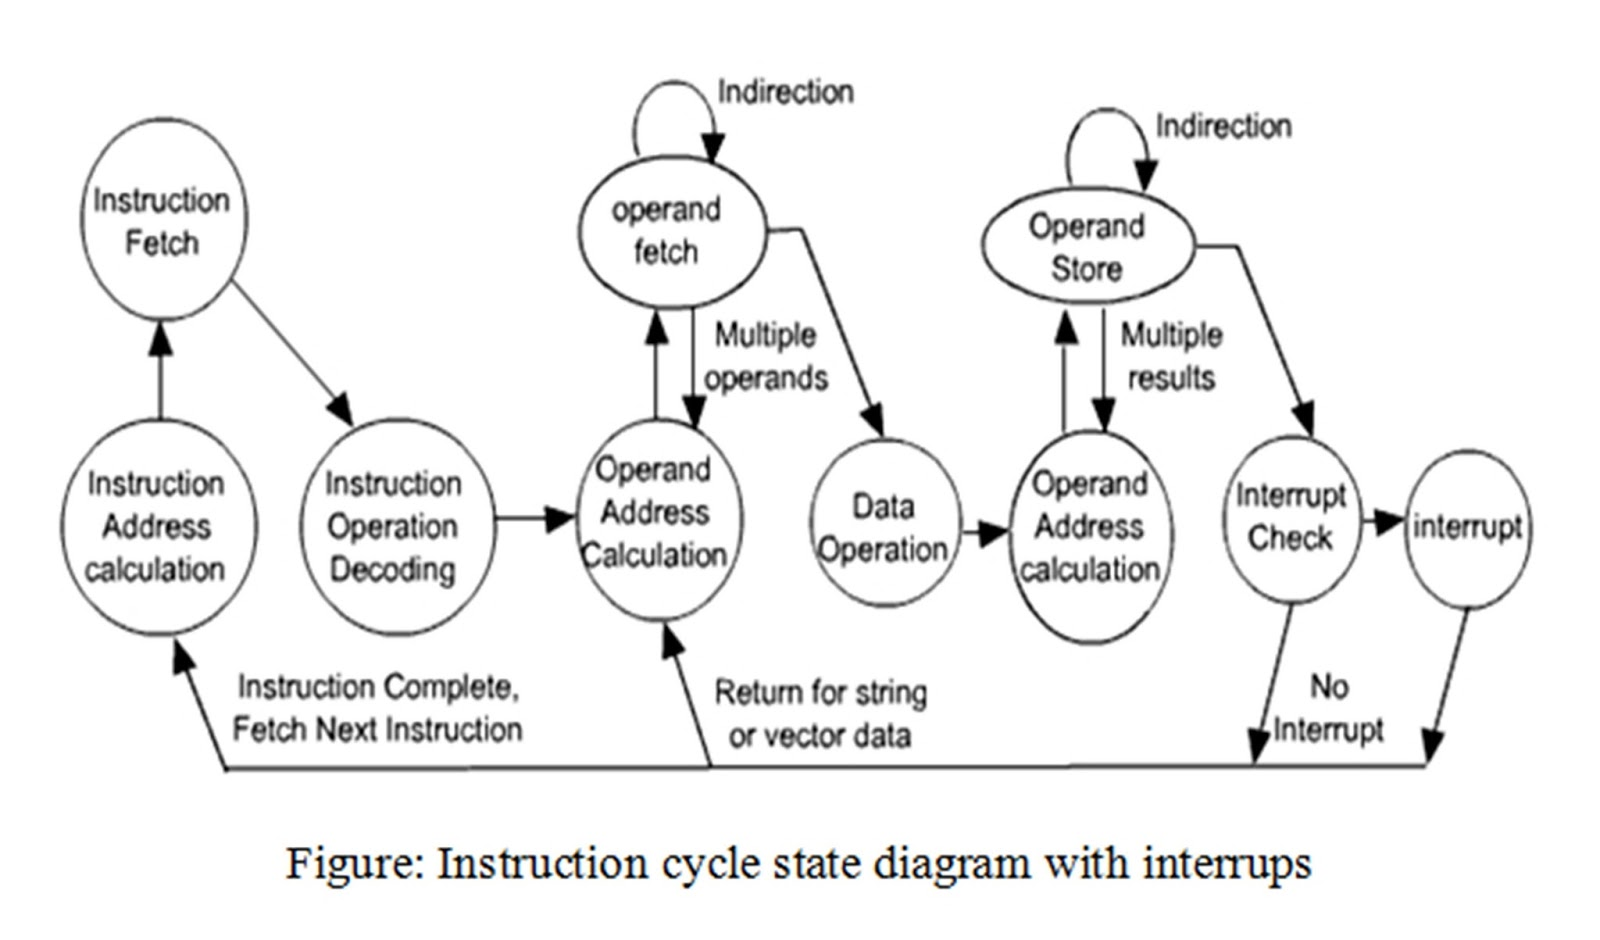 Indirection
Indirection
Instruction
Fetch
operand
fetch
Operand
Store
Multiple
operands
Multiple
results
Instruction
Address
calculation
Instruction
Operation
Decoding
Operand
Address
Calculation
Data
Operation
Operand
Address
calculation
Interrupt
Check
interrupt
Instruction Complete,
Fetch Next Instruction
Return for string
or vector data
No
Interrupt
Figure: Instruction cycle state diagram with interrups